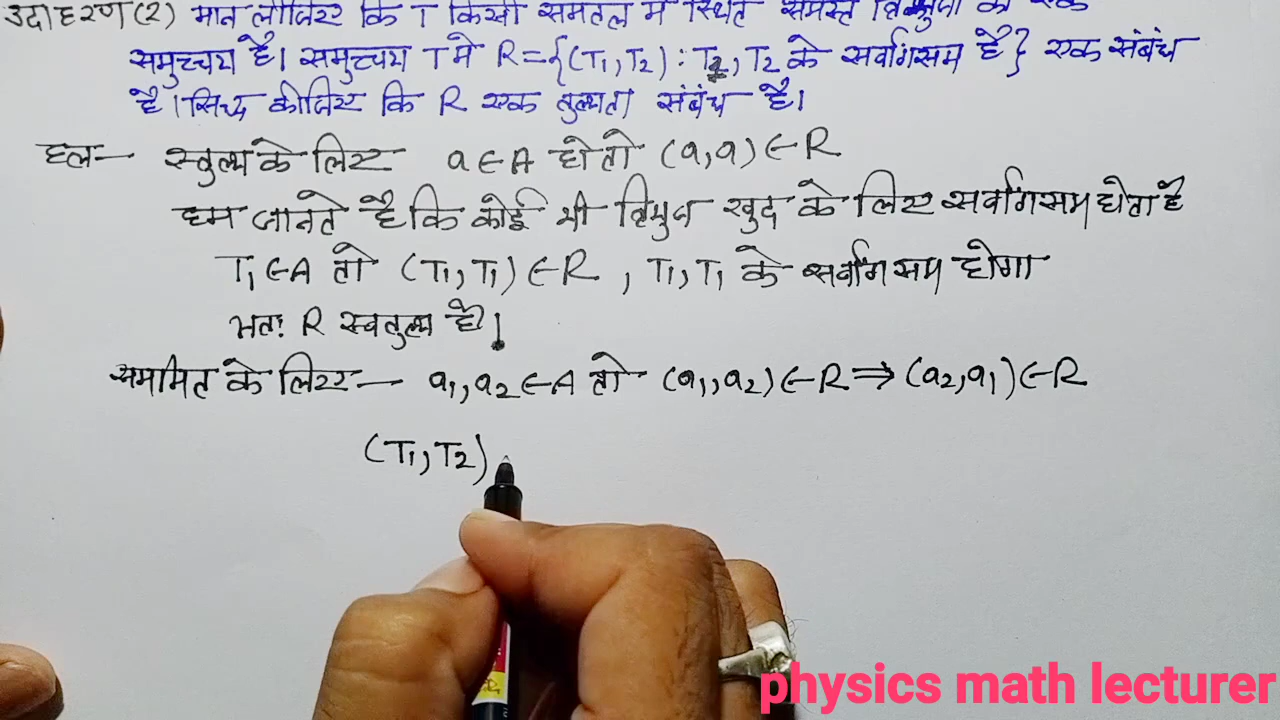 उदाहरण(2) मान लीजिए कि T किसी समतल में स्थित समस्त त्रिभुजों का एक
समुच्चय है। समुच्चय T मे R={(T₁,T₂) : T₁,T₂ के सर्वागसम है} एक संबंध
है। सिध्द कीजिए कि R एक तुल्यता संबंध है।
हल— स्वतुल्य के लिए a∈A हो तो (a,a)∈R
हम जानते है कि कोई भी त्रिभुज खुद के लिए सर्वागसम होता है
T₁∈A तो (T₁,T₁)∈R , T₁,T₁ के सर्वागसम होगा
अतः R स्वतुल्य है।
सममित के लिए— a₁,a₂∈A तो (a₁,a₂)∈R⇒(a₂,a₁)∈R
(T₁,T₂)
physics math lecturer